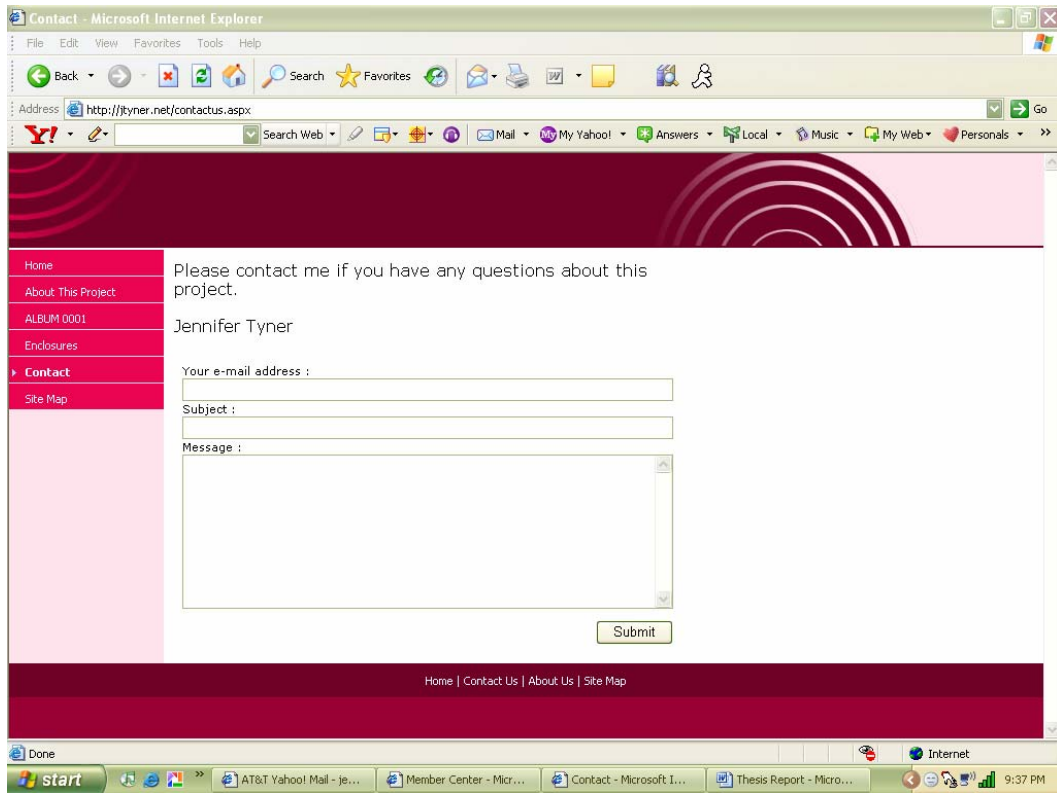 Contact - Microsoft Internet Explorer
File Edit View Favorites Tools Help
Back Search Favorites
Address http://jtyner.net/contactus.aspx Go
Y! Search Web Mail My My Yahoo! Answers Local Music My Web Personals >>
Home
About This Project
ALBUM 0001
Enclosures
Contact
Site Map
Please contact me if you have any questions about this
project.
Jennifer Tyner
Your e-mail address :
Subject :
Message :
Submit
Home | Contact Us | About Us | Site Map
Done Internet
start >> AT&T Yahoo! Mail - je... Member Center - Micr... Contact - Microsoft I... Thesis Report - Micro... 9:37 PM